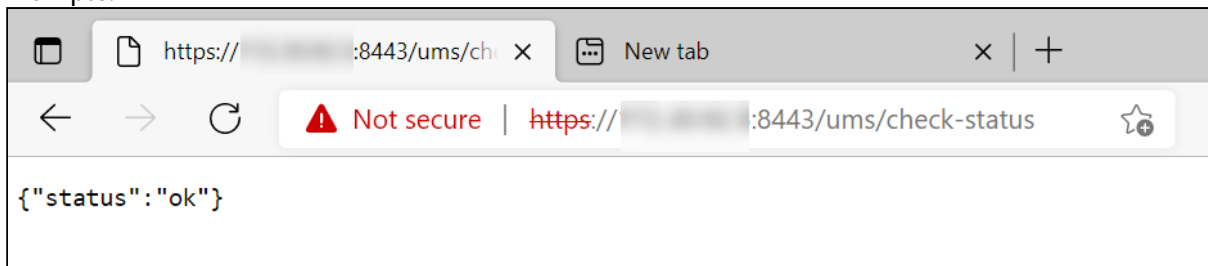 https:// :8443/ums/ch
New tab
Not secure | https:// :8443/ums/check-status
{"status":"ok"}